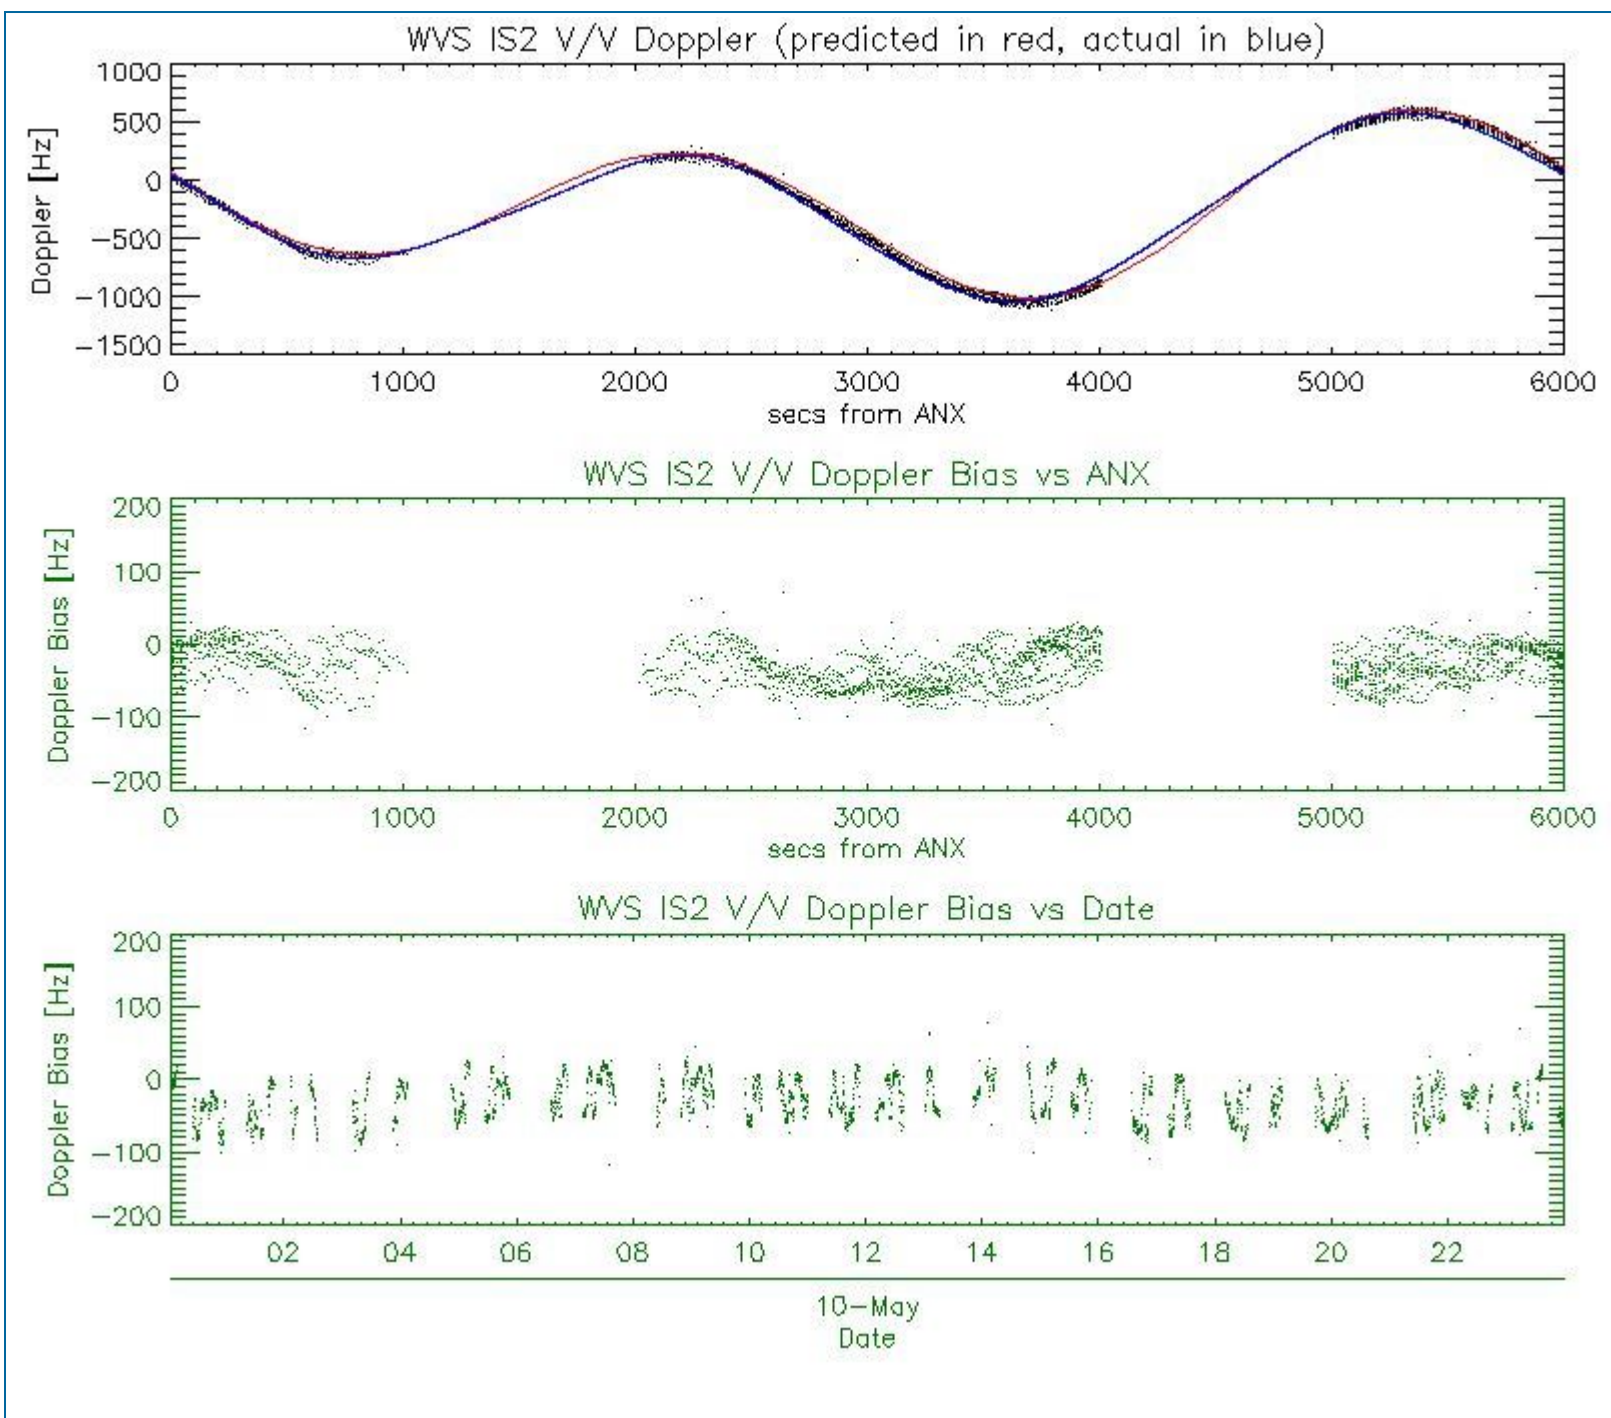 WVS IS2 V/V Doppler (predicted in red, actual in blue)
Doppler [Hz]
1000
500
0
-500
-1000
-1500
0 1000 2000 3000 4000 5000 6000
secs from ANX
WVS IS2 V/V Doppler Bias vs ANX
Doppler Bias [Hz]
200
100
0
-100
-200
0 1000 2000 3000 4000 5000 6000
secs from ANX
WVS IS2 V/V Doppler Bias vs Date
Doppler Bias [Hz]
200
100
0
-100
-200
02 04 06 08 10 12 14 16 18 20 22
10-May
Date